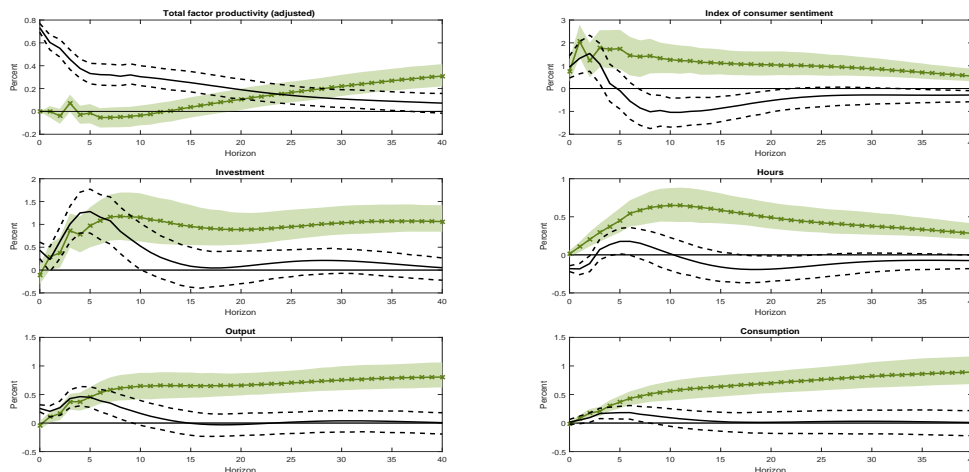 Total factor productivity (adjusted)
0.8
0.6
0.4
0.2
0
-0.2
Percent
0 5 10 15 20 25 30 35 40
Horizon
Index of consumer sentiment
3
2
1
0
-1
-2
Percent
0 5 10 15 20 25 30 35 40
Horizon
Investment
2
1.5
1
0.5
0
-0.5
Percent
0 5 10 15 20 25 30 35 40
Horizon
Hours
1
0.5
0
-0.5
Percent
0 5 10 15 20 25 30 35 40
Horizon
Output
1.5
1
0.5
0
-0.5
Percent
0 5 10 15 20 25 30 35 40
Horizon
Consumption
1.5
1
0.5
0
-0.5
Percent
0 5 10 15 20 25 30 35 40
Horizon